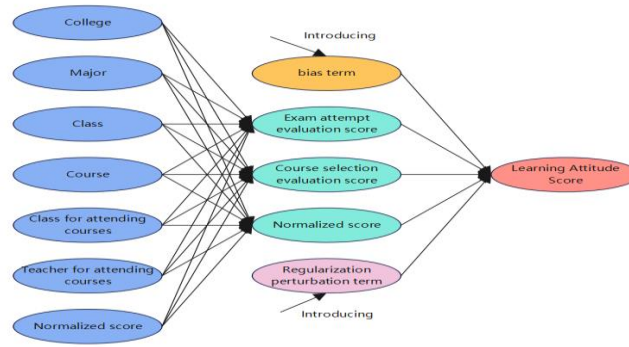 College
Major
Class
Course
Class for attending
courses
Teacher for attending
courses
Normalized score
Introducing
bias term
Exam attempt
evaluation score
Course selection
evaluation score
Normalized score
Regularization
perturbation term
Introducing
Learning Attitude
Score